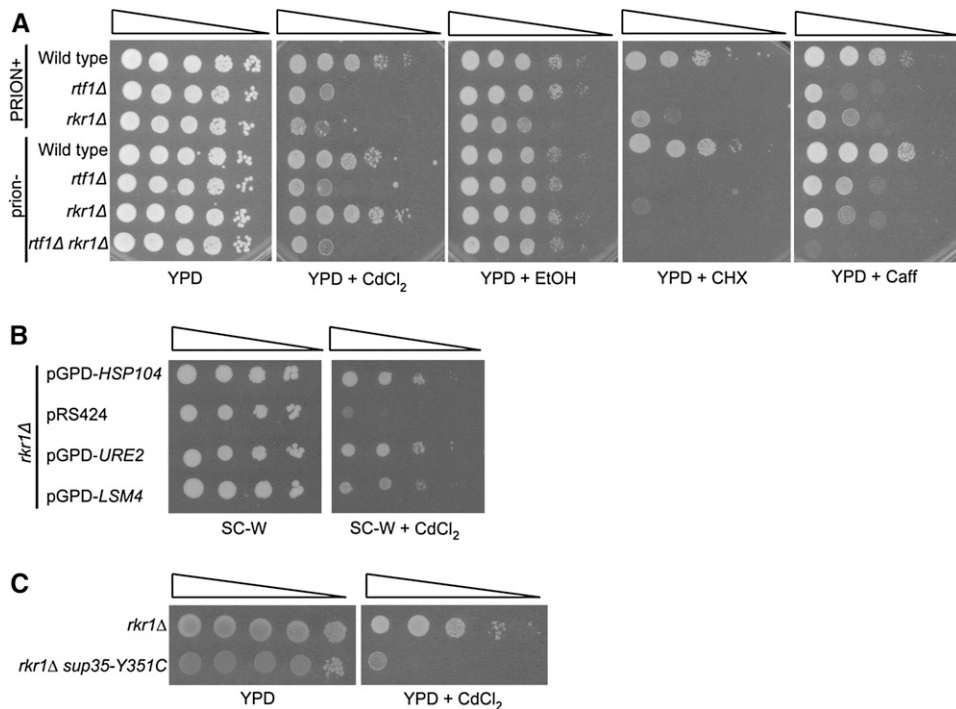 A
PRION+
Wild type
rtf1Δ
rkr1Δ
prion-
Wild type
rtf1Δ
rkr1Δ
rtf1Δ rkr1Δ
YPD
YPD + CdCl₂
YPD + EtOH
YPD + CHX
YPD + Caff
B
rkr1Δ
pGPD-HSP104
pRS424
pGPD-URE2
pGPD-LSM4
SC-W
SC-W + CdCl₂
C
rkr1Δ
rkr1Δ sup35-Y351C
YPD
YPD + CdCl₂